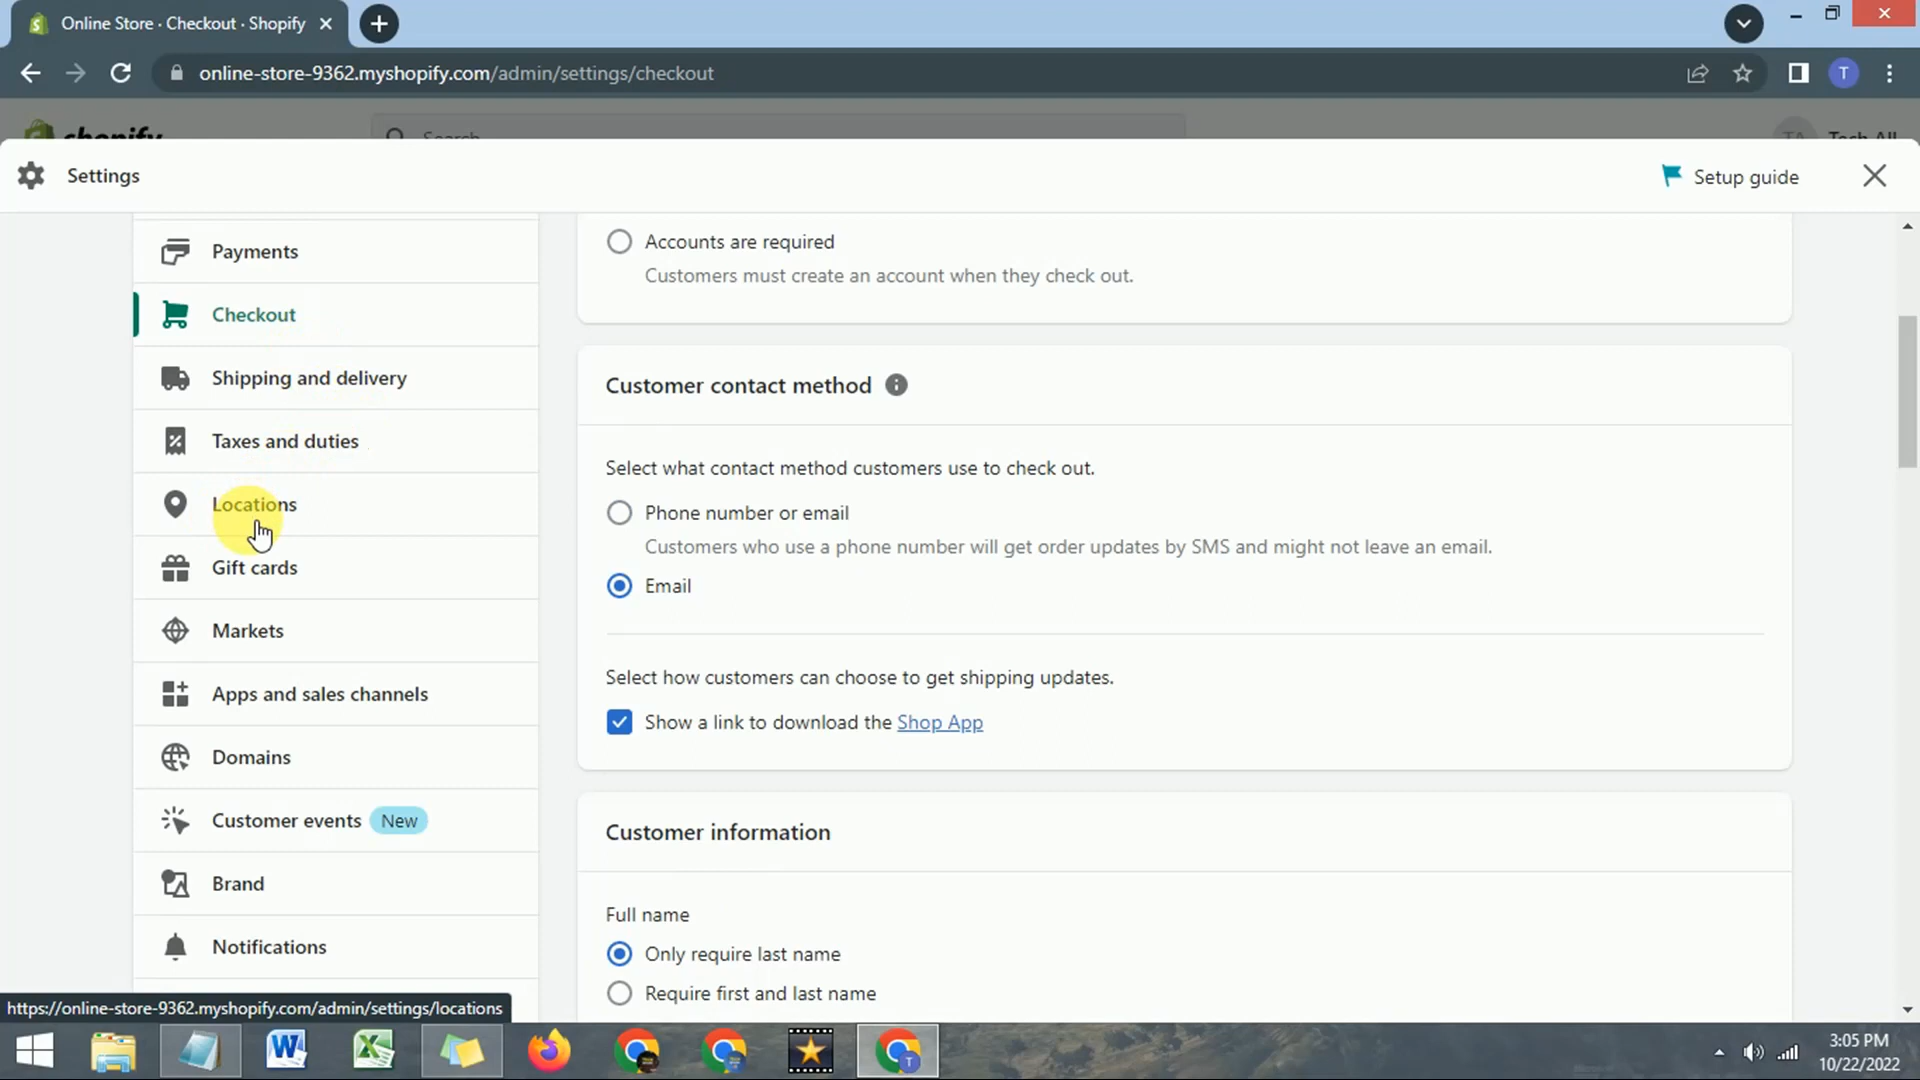 Online Store · Checkout · Shopify
online-store-9362.myshopify.com/admin/settings/checkout
T
shopify
Search
TA
Tech All
Settings
Setup guide
Payments
Checkout
Shipping and delivery
Taxes and duties
Locations
Gift cards
Markets
Apps and sales channels
Domains
Customer events New
Brand
Notifications
Accounts are required
Customers must create an account when they check out.
Customer contact method
Select what contact method customers use to check out.
Phone number or email
Customers who use a phone number will get order updates by SMS and might not leave an email.
Email
Select how customers can choose to get shipping updates.
Show a link to download the Shop App
Customer information
Full name
Only require last name
Require first and last name
https://online-store-9362.myshopify.com/admin/settings/locations
T
3:05 PM
10/22/2022